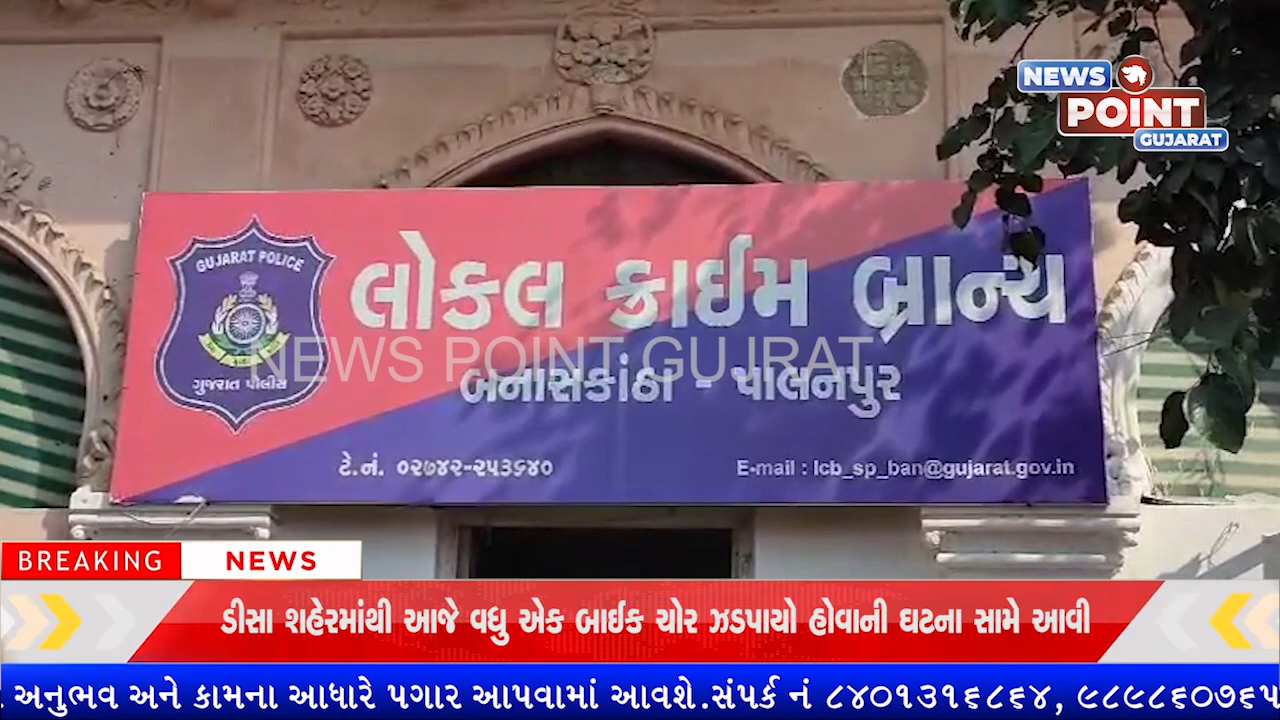 NEWS
POINT
GUJARAT
GUJARAT POLICE
ગુજરાત પોલીસ
લોકલ ક્રાઈમ બ્રાન્ચ
NEWS POINT GUJRAT
બનાસકાંઠા - પાલનપુર
ટે.નં. ૦૨૭૪૨-૨૫૩૬૪૦
E-mail : lcb_sp_ban@gujarat.gov.in
BREAKING NEWS
ડીસા શહેરમાંથી આજે વધુ એક બાઈક ચોર ઝડપાયો હોવાની ઘટના સામે આવી
અનુભવ અને કામના આધારે પગાર આપવામાં આવશે.સંપર્ક નં ૮૪૦૧૩૧૬૮૬૪, ૯૮૯૮૬૦૭૬૫